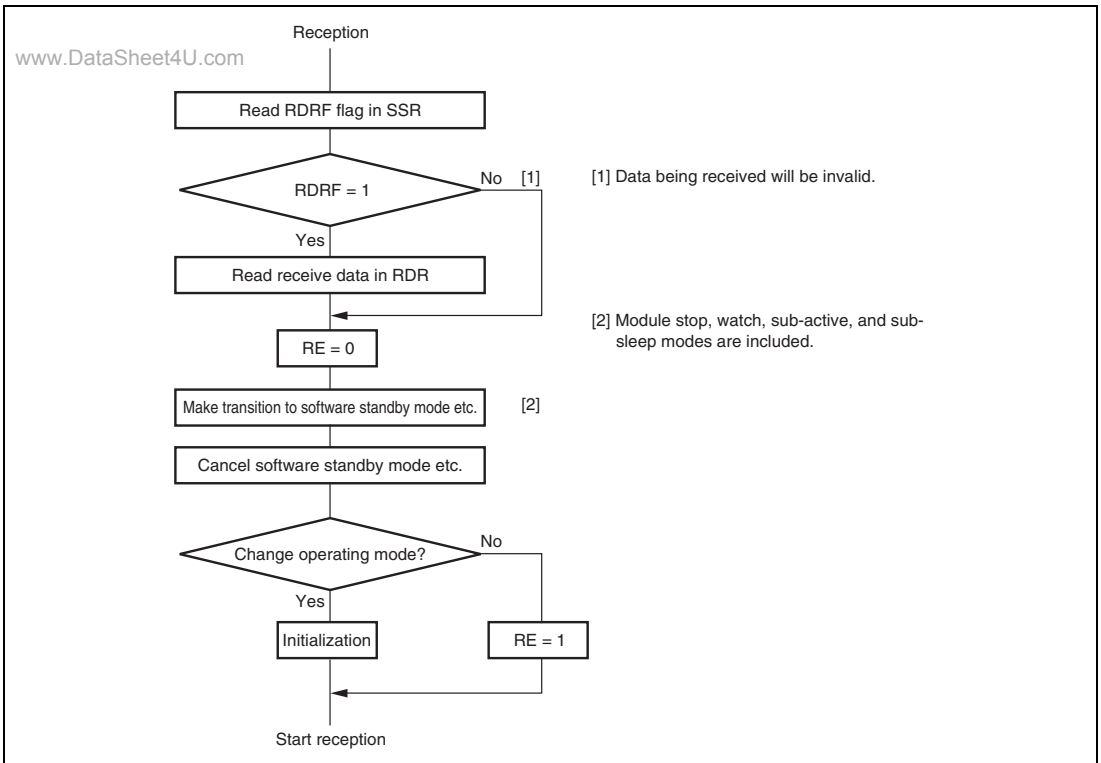 Reception
www.DataSheet4U.com
Read RDRF flag in SSR
RDRF = 1
No [1]
[1] Data being received will be invalid.
Yes
Read receive data in RDR
[2] Module stop, watch, sub-active, and sub-
sleep modes are included.
RE = 0
Make transition to software standby mode etc.
[2]
Cancel software standby mode etc.
Change operating mode?
No
Yes
Initialization
RE = 1
Start reception